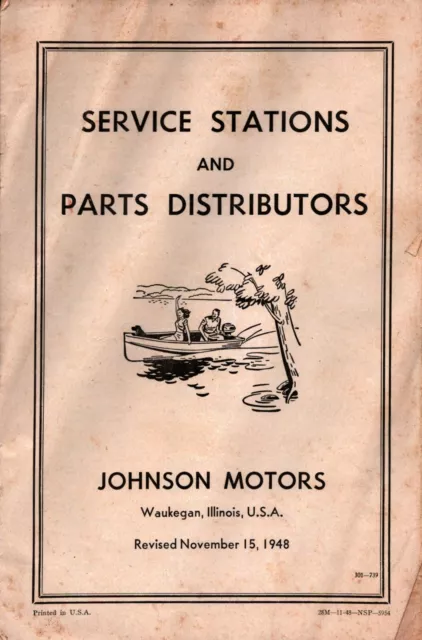 SERVICE STATIONS
AND
PARTS DISTRIBUTORS
JOHNSON MOTORS
Waukegan, Illinois, U.S.A.
Revised November 15, 1948
Printed in U.S.A.